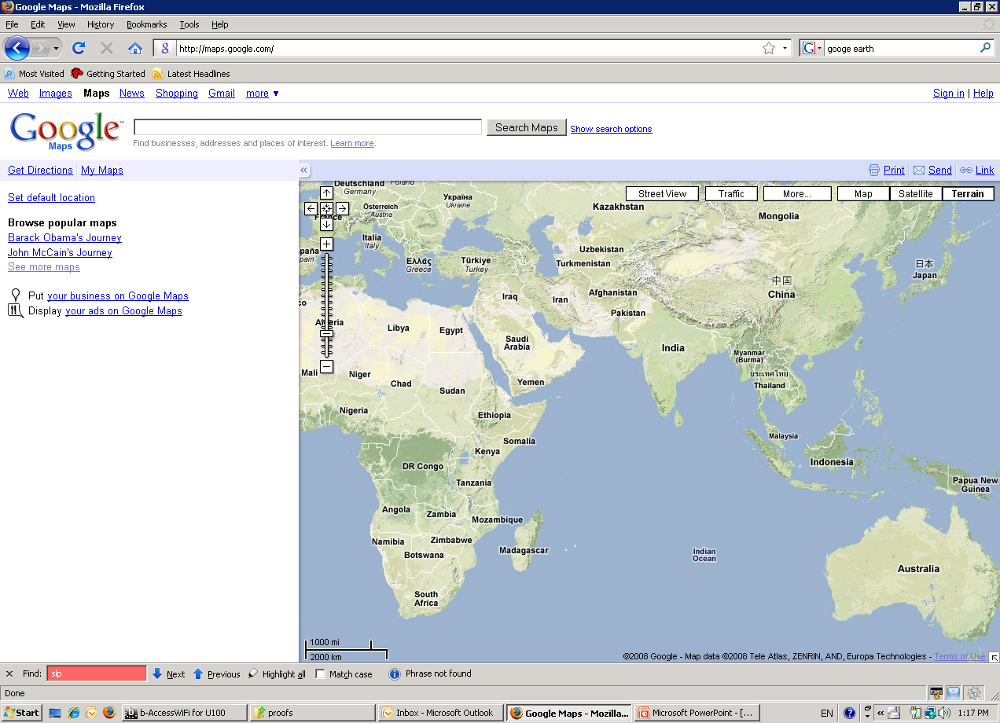 Google Maps - Mozilla Firefox
File Edit View History Bookmarks Tools Help
g http://maps.google.com/ G googe earth
Most Visited Getting Started Latest Headlines
Web Images Maps News Shopping Gmail more ▼ Sign in | Help
Google™ Maps Search Maps Show search options
Find businesses, addresses and places of interest. Learn more.
Get Directions My Maps « Print Send Link
Set default location
Browse popular maps
Barack Obama's Journey
John McCain's Journey
See more maps
Put your business on Google Maps
Display your ads on Google Maps
Street View Traffic More... Map Satellite Terrain
Deutschland Poland
Germany
Україна
Ukraine
Österreich
Austria
France
Kazakhstan
Mongolia
Italia
Italy
Uzbekistan
Turkmenistan
Ελλάς
Greece
Türkiye
Turkey
日本
Japan
中国
China
Iraq
Iran
Afghanistan
Pakistan
Algeria
Libya
Egypt
Saudi
Arabia
India
Myanmar
(Burma)
ประเทศไทย
Thailand
Mali
Niger
Chad
Sudan
Yemen
Nigeria
Ethiopia
Somalia
Kenya
Malaysia
Indonesia
DR Congo
Tanzania
Papua New
Guinea
Angola
Zambia
Mozambique
Namibia
Zimbabwe
Botswana
Madagascar
Indian
Ocean
Australia
South
Africa
1000 mi
2000 km
©2008 Google - Map data ©2008 Tele Atlas, ZENRIN, AND, Europa Technologies - Terms of Use
Find: slp Next Previous Highlight all Match case Phrase not found
Done
Start b-AccessWiFi for U100 proofs Inbox - Microsoft Outlook Google Maps - Mozilla... Microsoft PowerPoint - [... EN « 1:17 PM